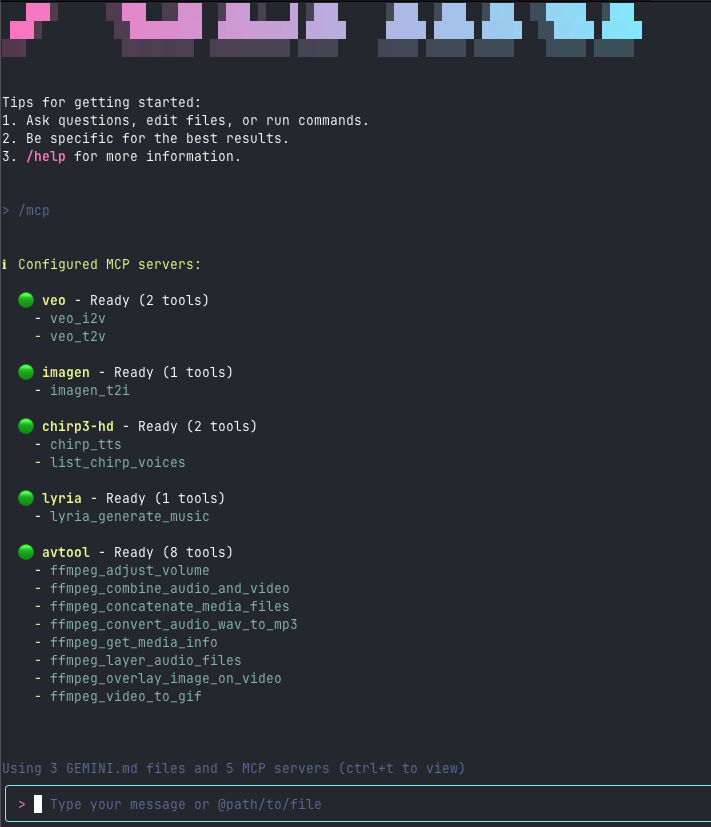 Tips for getting started:
1. Ask questions, edit files, or run commands.
2. Be specific for the best results.
3. /help for more information.
> /mcp
ℹ Configured MCP servers:
veo - Ready (2 tools)
- veo_i2v
- veo_t2v
imagen - Ready (1 tools)
- imagen_t2i
chirp3-hd - Ready (2 tools)
- chirp_tts
- list_chirp_voices
lyria - Ready (1 tools)
- lyria_generate_music
avtool - Ready (8 tools)
- ffmpeg_adjust_volume
- ffmpeg_combine_audio_and_video
- ffmpeg_concatenate_media_files
- ffmpeg_convert_audio_wav_to_mp3
- ffmpeg_get_media_info
- ffmpeg_layer_audio_files
- ffmpeg_overlay_image_on_video
- ffmpeg_video_to_gif
Using 3 GEMINI.md files and 5 MCP servers (ctrl+t to view)
> Type your message or @path/to/file